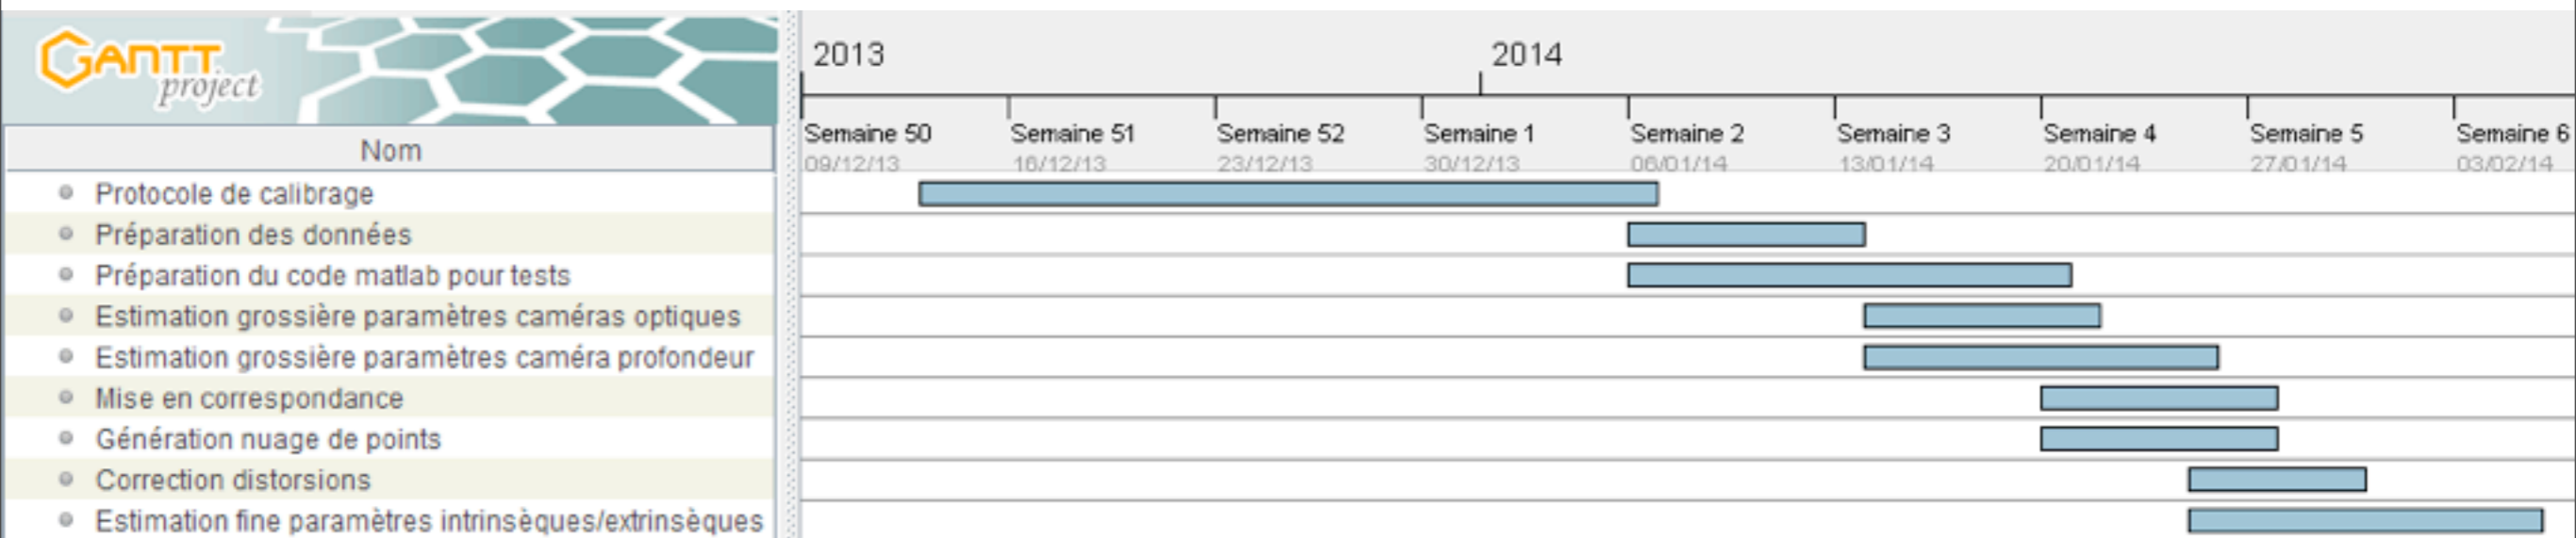 GANTT
project
2013
2014
Semaine 50
Semaine 51
Semaine 52
Semaine 1
Semaine 2
Semaine 3
Semaine 4
Semaine 5
Semaine 6
09/12/13
16/12/13
23/12/13
30/12/13
06/01/14
13/01/14
20/01/14
27/01/14
03/02/14
Nom
Protocole de calibrage
Préparation des données
Préparation du code matlab pour tests
Estimation grossière paramètres caméras optiques
Estimation grossière paramètres caméra profondeur
Mise en correspondance
Génération nuage de points
Correction distorsions
Estimation fine paramètres intrinsèques/extrinsèques